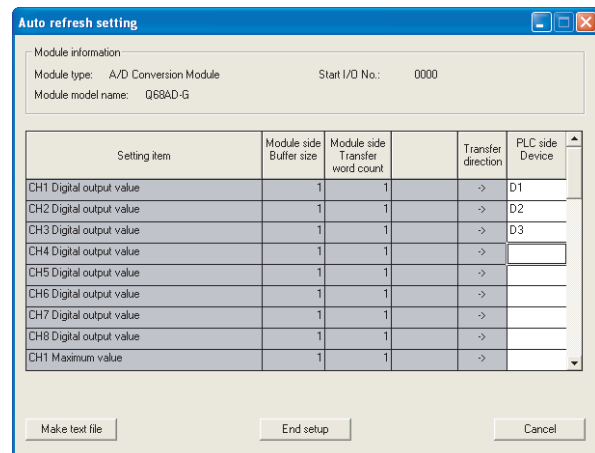 Auto refresh setting
Module information
Module type: A/D Conversion Module Start I/O No.: 0000
Module model name: Q68AD-G
Setting item Module side Buffer size Module side Transfer word count Transfer direction PLC side Device
CH1 Digital output value 1 1 -> D1
CH2 Digital output value 1 1 -> D2
CH3 Digital output value 1 1 -> D3
CH4 Digital output value 1 1 ->
CH5 Digital output value 1 1 ->
CH6 Digital output value 1 1 ->
CH7 Digital output value 1 1 ->
CH8 Digital output value 1 1 ->
CH1 Maximum value 1 1 ->
Make text file End setup Cancel